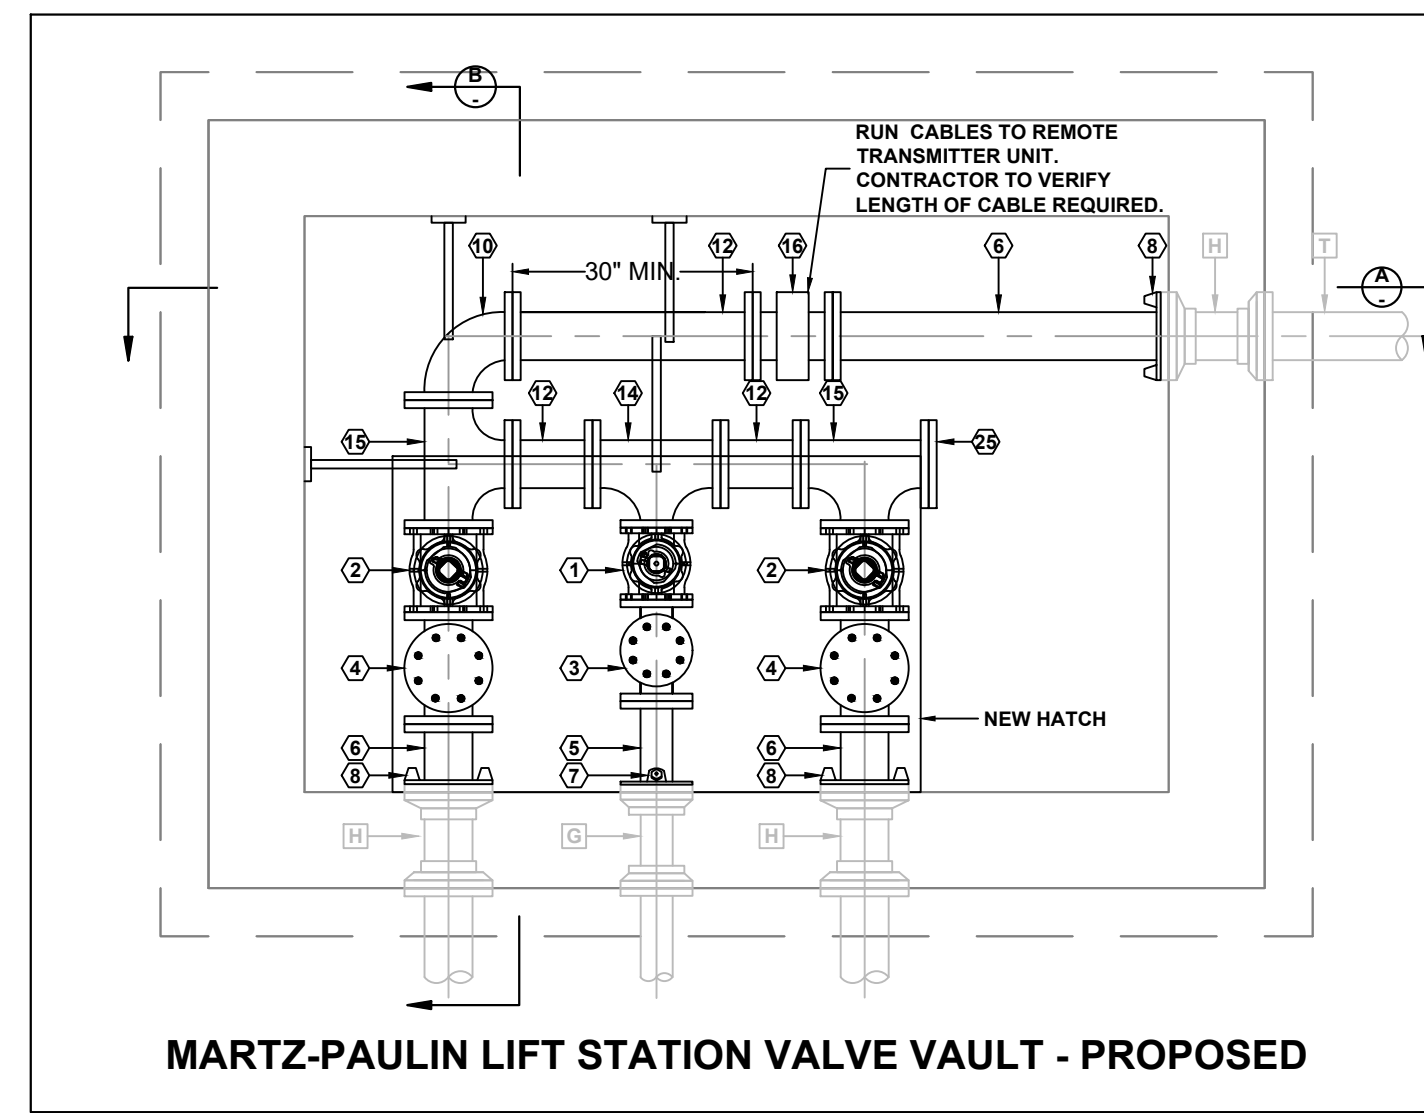 B
-
RUN CABLES TO REMOTE
TRANSMITTER UNIT.
CONTRACTOR TO VERIFY
LENGTH OF CABLE REQUIRED.
10
12
16
6
8
H
T
30" MIN.
A
-
12
14
12
15
15
25
2
1
2
4
3
4
NEW HATCH
6
5
6
8
7
8
H
G
H
MARTZ-PAULIN LIFT STATION VALVE VAULT - PROPOSED